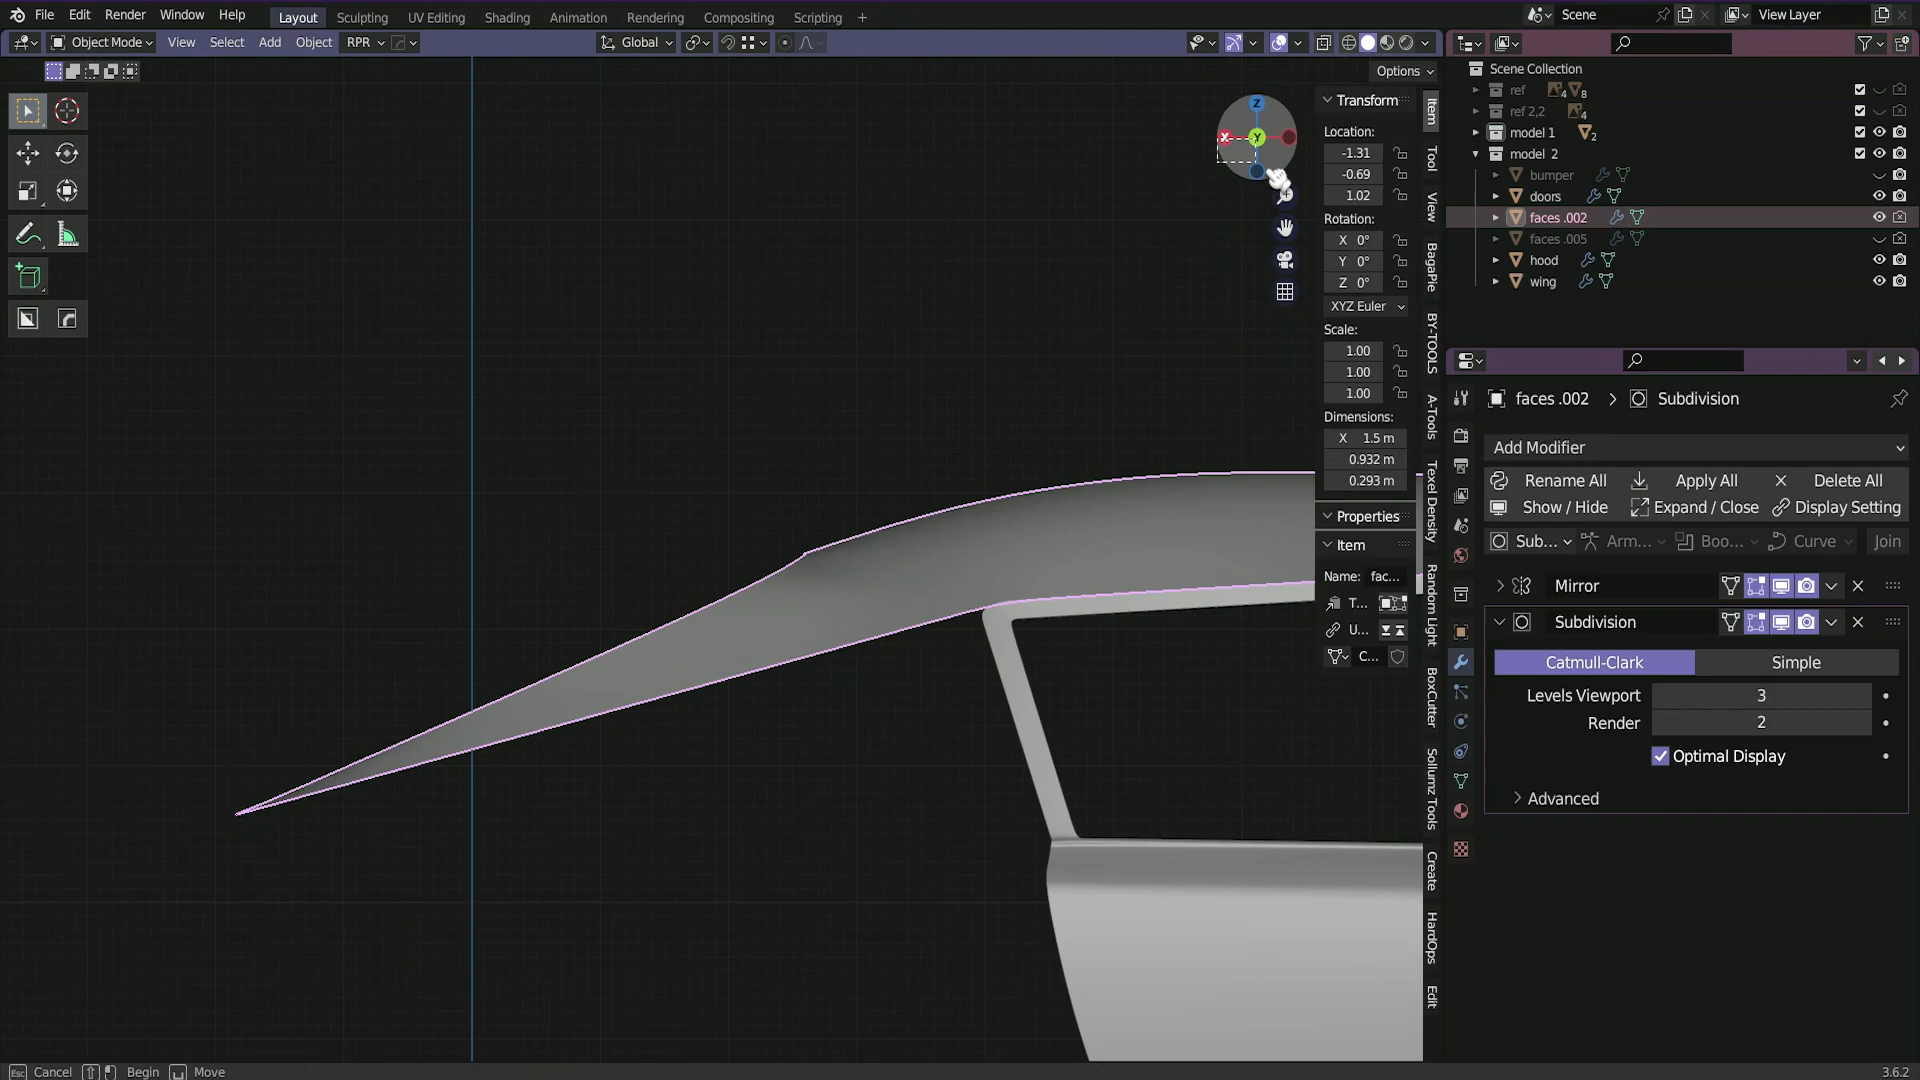 File Edit Render Window Help Layout Sculpting UV Editing Shading Animation Rendering Compositing Scripting + Scene View Layer
Object Mode View Select Add Object RPR Global
Options
Scene Collection
ref 4 8
ref 2,2 4
model 1 2
model 2
bumper
doors
faces .002
faces .005
hood
wing
Z
X
Y
Transform
Location:
-1.31
-0.69
1.02
Rotation:
X 0°
Y 0°
Z 0°
XYZ Euler
Scale:
1.00
1.00
1.00
Dimensions:
X 1.5 m
0.932 m
0.293 m
Properties
Item
Name: fac...
T...
U...
C...
Item
Tool
View
BagaPie
BY-TOOLS
A-Tools
Texel Density
Random Light
BoxCutter
Sollumz Tools
Create
HardOps
Edit
faces .002 > Subdivision
Add Modifier
Rename All Apply All Delete All
Show / Hide Expand / Close Display Setting
Sub... Arm... Boo... Curve Join
Mirror
Subdivision
Catmull-Clark Simple
Levels Viewport 3
Render 2
Optimal Display
Advanced
Esc Cancel Begin Move 3.6.2